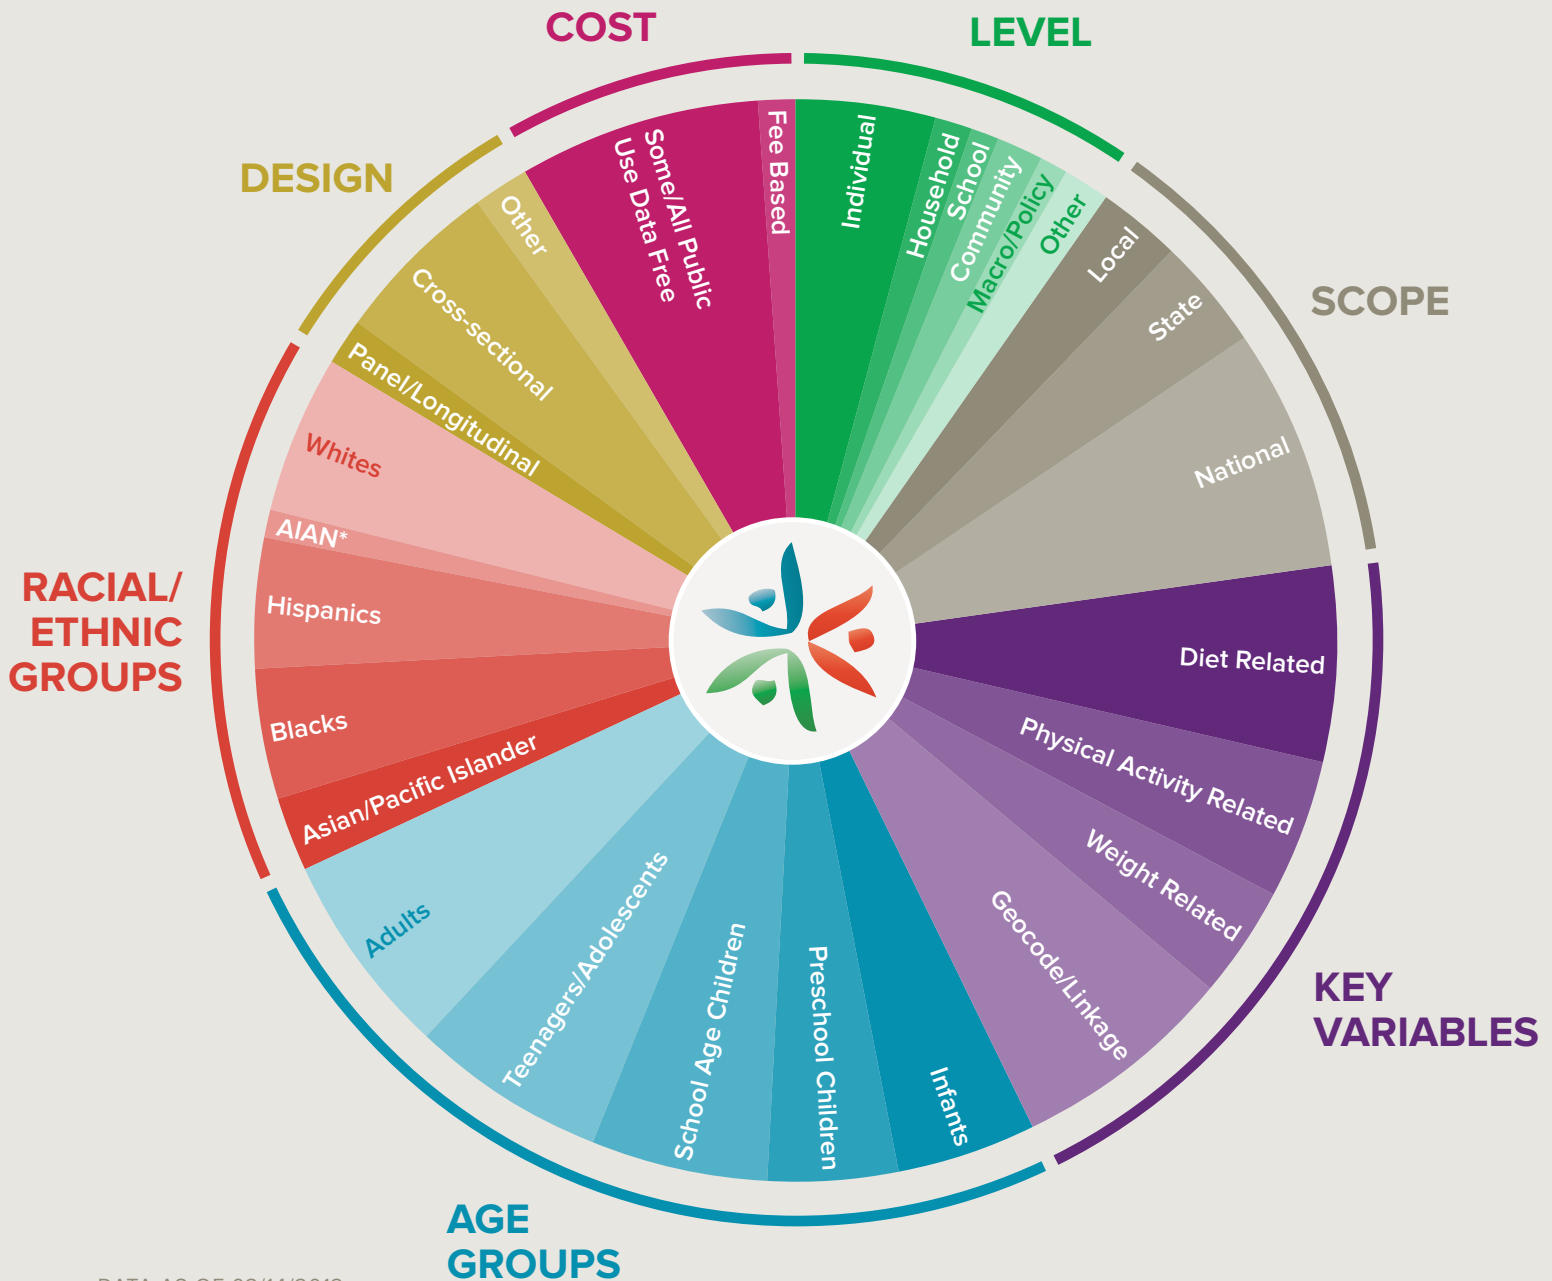 COST
LEVEL
DESIGN
SCOPE
RACIAL/
ETHNIC
GROUPS
KEY
VARIABLES
AGE
GROUPS
Some/All Public
Use Data Free
Fee Based
Individual
Household
School
Community
Macro/Policy
Other
Local
State
National
Diet Related
Physical Activity Related
Weight Related
Geocode/Linkage
Infants
Preschool Children
School Age Children
Teenagers/Adolescents
Adults
Asian/Pacific Islander
Blacks
Hispanics
AIAN*
Whites
Panel/Longitudinal
Cross-sectional
Other
DATA AS OF